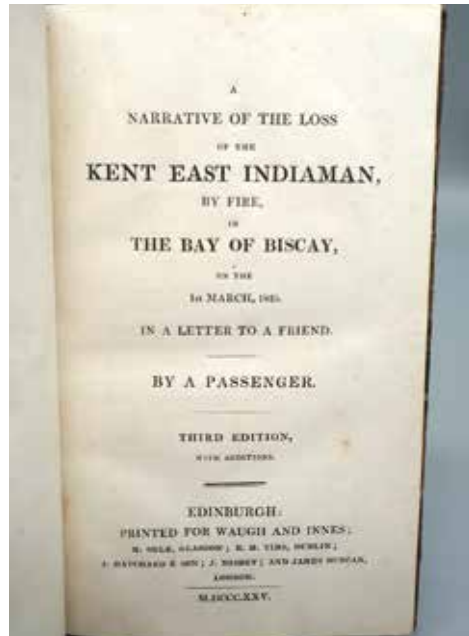 A
NARRATIVE OF THE LOSS
OF THE
KENT EAST INDIAMAN,
BY FIRE,
IN
THE BAY OF BISCAY,
ON THE
1st MARCH, 1825.
IN A LETTER TO A FRIEND.
BY A PASSENGER.
THIRD EDITION,
WITH ADDITIONS.
EDINBURGH:
PRINTED FOR WAUGH AND INNES;
M. OGLE, GLASGOW; R. M. TIMS, DUBLIN;
J. HATCHARD & SON; J. NISBET; AND JAMES DUNCAN,
LONDON.
M.DCCC.XXV.